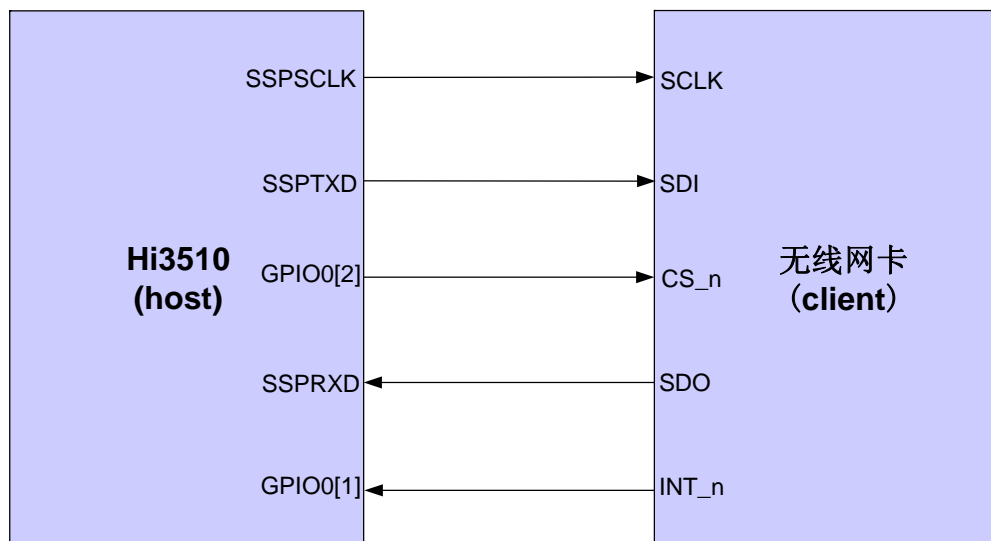 SSPSCLK
SSPTXD
Hi3510
(host)
GPIO0[2]
SSPRXD
GPIO0[1]
SCLK
SDI
CS_n
无线网卡
（client）
SDO
INT_n